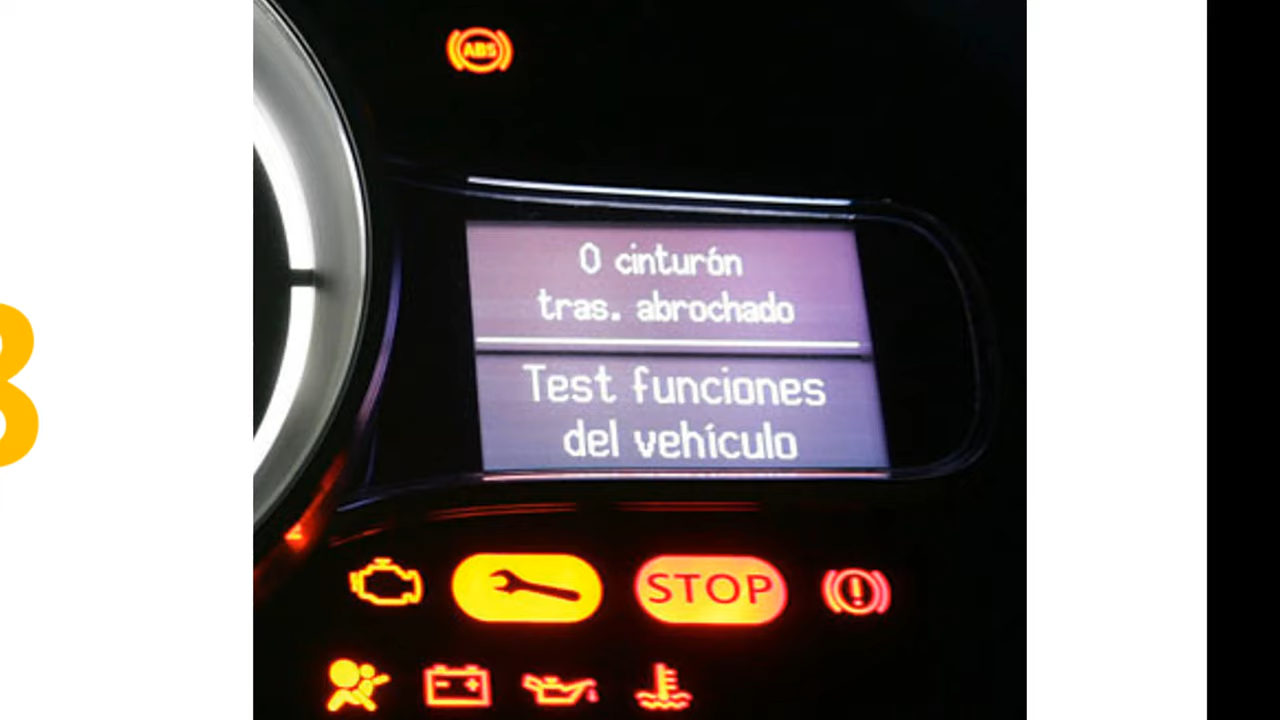 ABS
0 cinturón
tras. abrochado
Test funciones
del vehículo
STOP